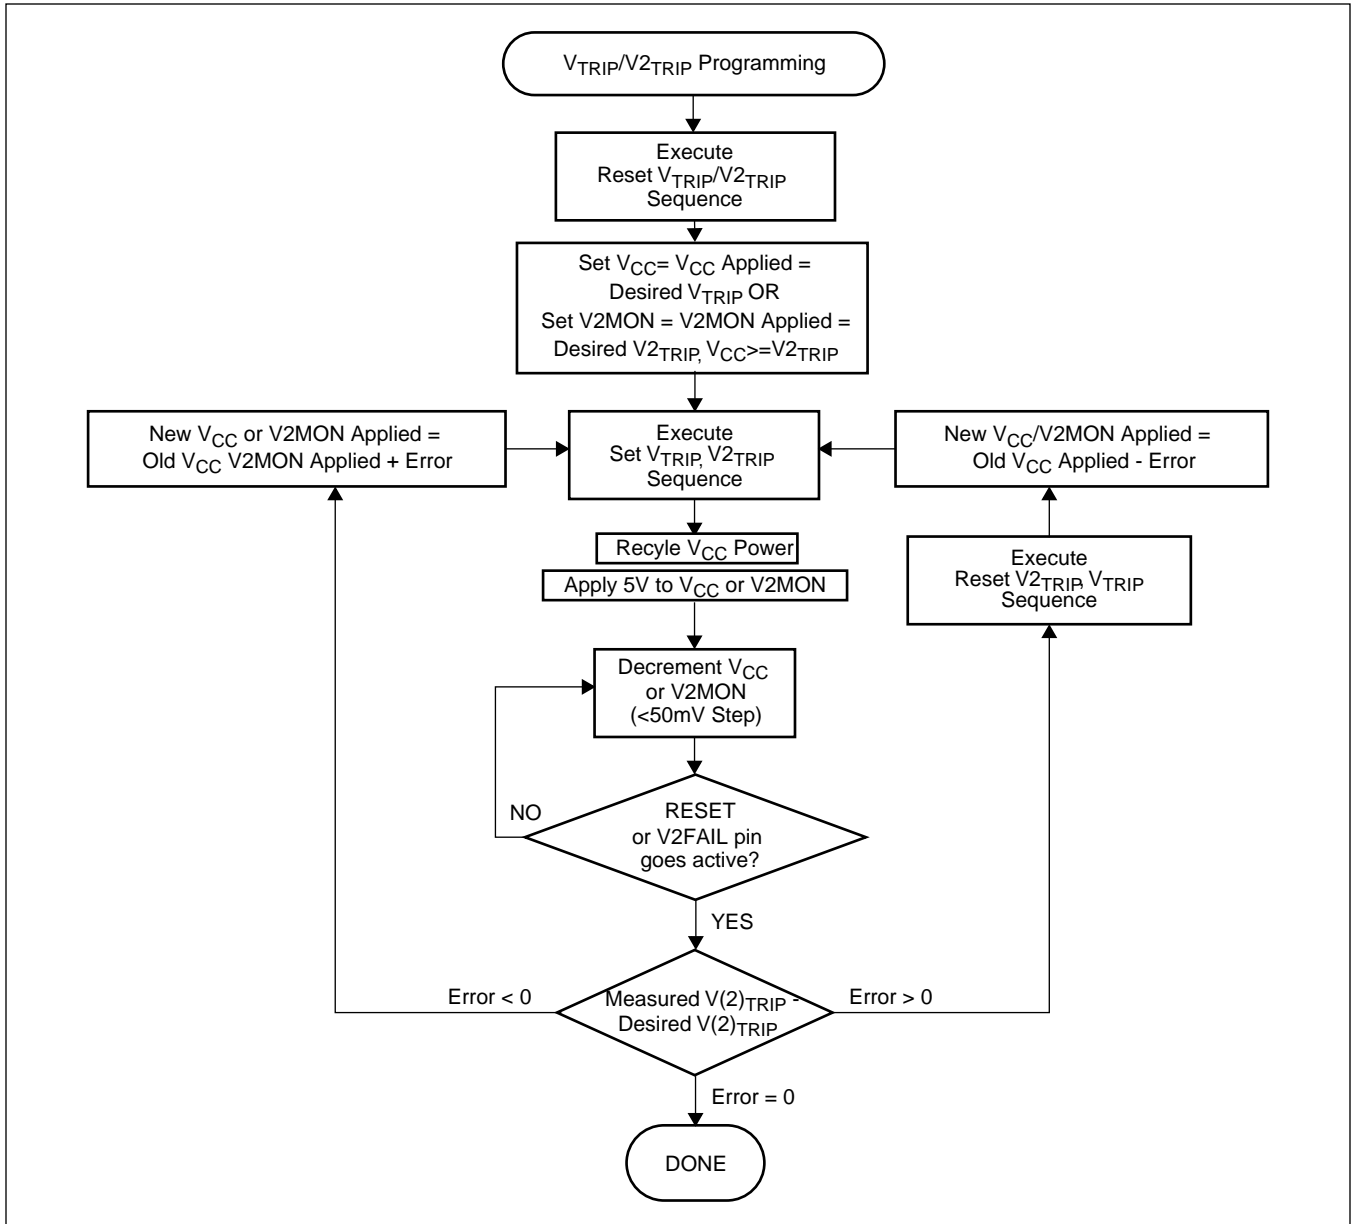 VTRIP/V2TRIP Programming
Execute
Reset VTRIP/V2TRIP
Sequence
Set VCC= VCC Applied =
Desired VTRIP OR
Set V2MON = V2MON Applied =
Desired V2TRIP, VCC>=V2TRIP
New VCC or V2MON Applied =
Old VCC V2MON Applied + Error
Execute
Set VTRIP, V2TRIP
Sequence
New VCC/V2MON Applied =
Old VCC Applied - Error
Recyle VCC Power
Apply 5V to VCC or V2MON
Execute
Reset V2TRIP, VTRIP
Sequence
Decrement VCC
or V2MON
(<50mV Step)
NO
RESET
or V2FAIL pin
goes active?
YES
Error < 0
Measured V(2)TRIP -
Desired V(2)TRIP
Error > 0
Error = 0
DONE